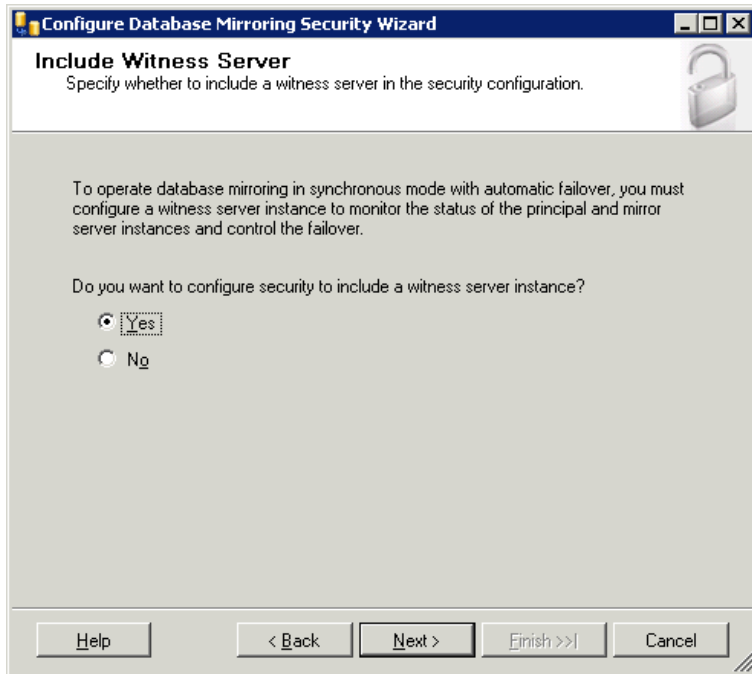 Configure Database Mirroring Security Wizard
Include Witness Server
Specify whether to include a witness server in the security configuration.
To operate database mirroring in synchronous mode with automatic failover, you must
configure a witness server instance to monitor the status of the principal and mirror
server instances and control the failover.
Do you want to configure security to include a witness server instance?
Yes
No
Help
< Back
Next >
Finish >>|
Cancel